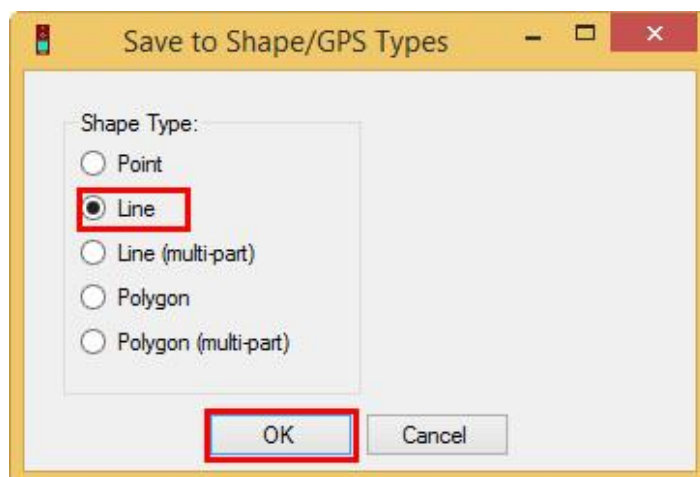 Save to Shape/GPS Types
Shape Type:
Point
Line
Line (multi-part)
Polygon
Polygon (multi-part)
OK Cancel